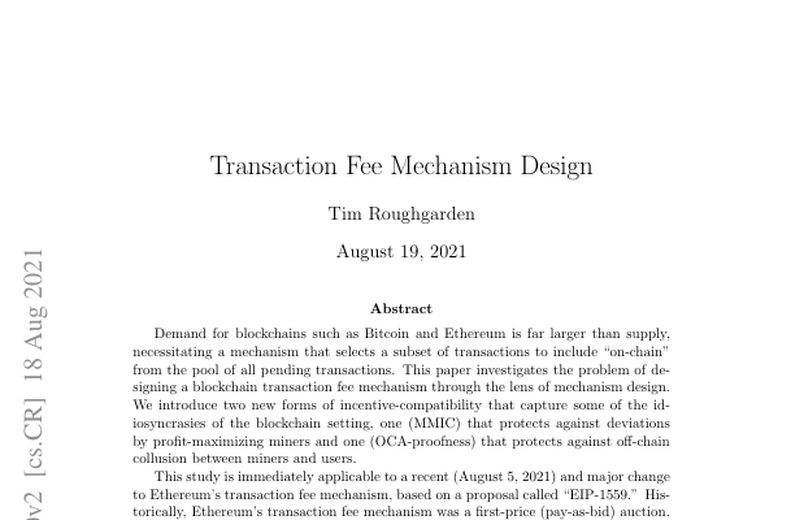 Transaction Fee Mechanism Design
Tim Roughgarden
August 19, 2021
Abstract
Demand for blockchains such as Bitcoin and Ethereum is far larger than supply,
necessitating a mechanism that selects a subset of transactions to include “on-chain”
from the pool of all pending transactions. This paper investigates the problem of de-
signing a blockchain transaction fee mechanism through the lens of mechanism design.
We introduce two new forms of incentive-compatibility that capture some of the id-
iosyncrasies of the blockchain setting, one (MMIC) that protects against deviations
by profit-maximizing miners and one (OCA-proofness) that protects against off-chain
collusion between miners and users.
This study is immediately applicable to a recent (August 5, 2021) and major change
to Ethereum’s transaction fee mechanism, based on a proposal called “EIP-1559.” His-
torically, Ethereum’s transaction fee mechanism was a first-price (pay-as-bid) auction.
v2 [cs.CR] 18 Aug 2021